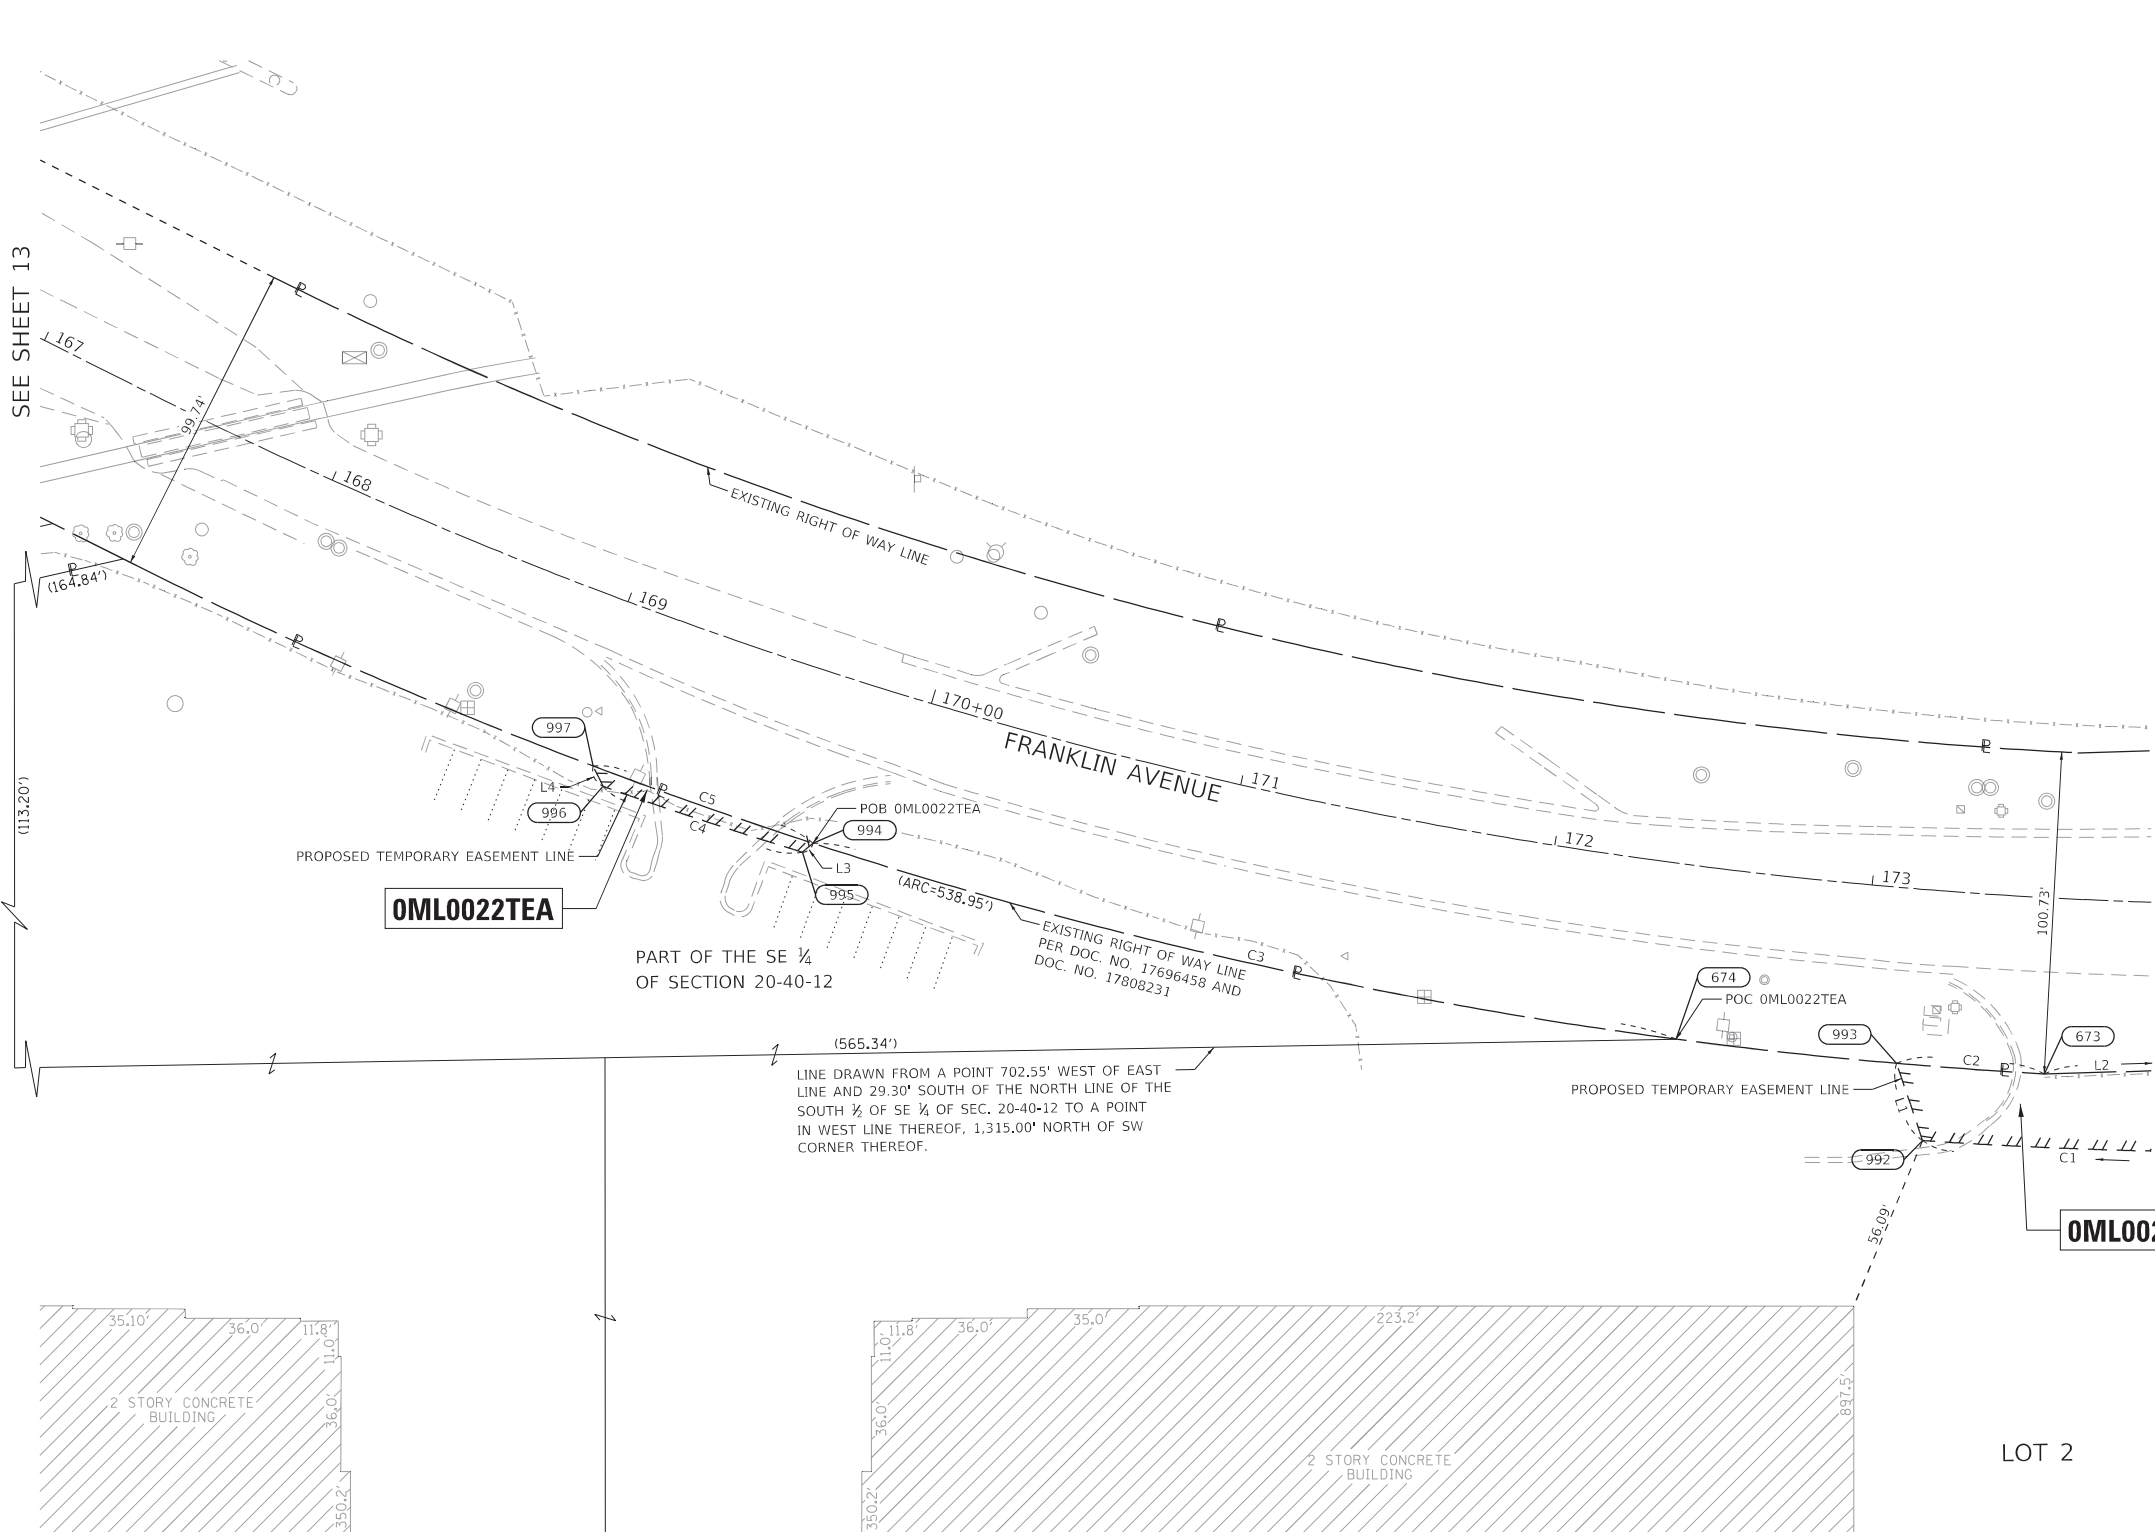 SEE SHEET 13
167
99.74'
168
EXISTING RIGHT OF WAY LINE
(164.84')
169
170+00
FRANKLIN AVENUE
171
172
173
100.73'
(113.20')
997
L4
996
C5
C4
POB 0ML0022TEA
994
L3
995
PROPOSED TEMPORARY EASEMENT LINE
0ML0022TEA
(ARC=538.95')
PART OF THE SE ¼
OF SECTION 20-40-12
EXISTING RIGHT OF WAY LINE
PER DOC. NO. 17696458 AND
DOC. NO. 17808231
C3
674
POC 0ML0022TEA
993
C2
673
L2
(565.34')
LINE DRAWN FROM A POINT 702.55' WEST OF EAST
LINE AND 29.30' SOUTH OF THE NORTH LINE OF THE
SOUTH ½ OF SE ¼ OF SEC. 20-40-12 TO A POINT
IN WEST LINE THEREOF, 1,315.00' NORTH OF SW
CORNER THEREOF.
PROPOSED TEMPORARY EASEMENT LINE
L1
992
C1
56.09'
0ML002
35.10'
36.0'
11.8'
11.0'
36.0'
350.2'
2 STORY CONCRETE
BUILDING
11.8'
36.0'
35.0'
223.2'
11.0'
36.0'
350.2'
897.5'
2 STORY CONCRETE
BUILDING
LOT 2